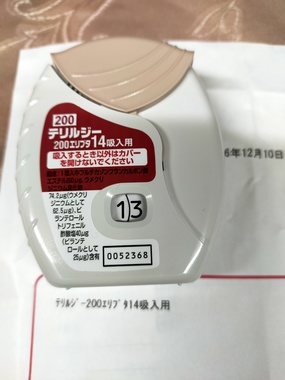 200
テリルジー
200エリプタ14吸入用
吸入するとき以外はカバー
を開けないでください
74.2μg(ウメクリ
ジニウムとして
62.5μg)、ビ
ランテロール
トリフェニル
酢酸塩40μg
(ビランテ
ロールとして
25μg)含有
13
0052368
6年12月10日
テリルジー200エリプタ14吸入用